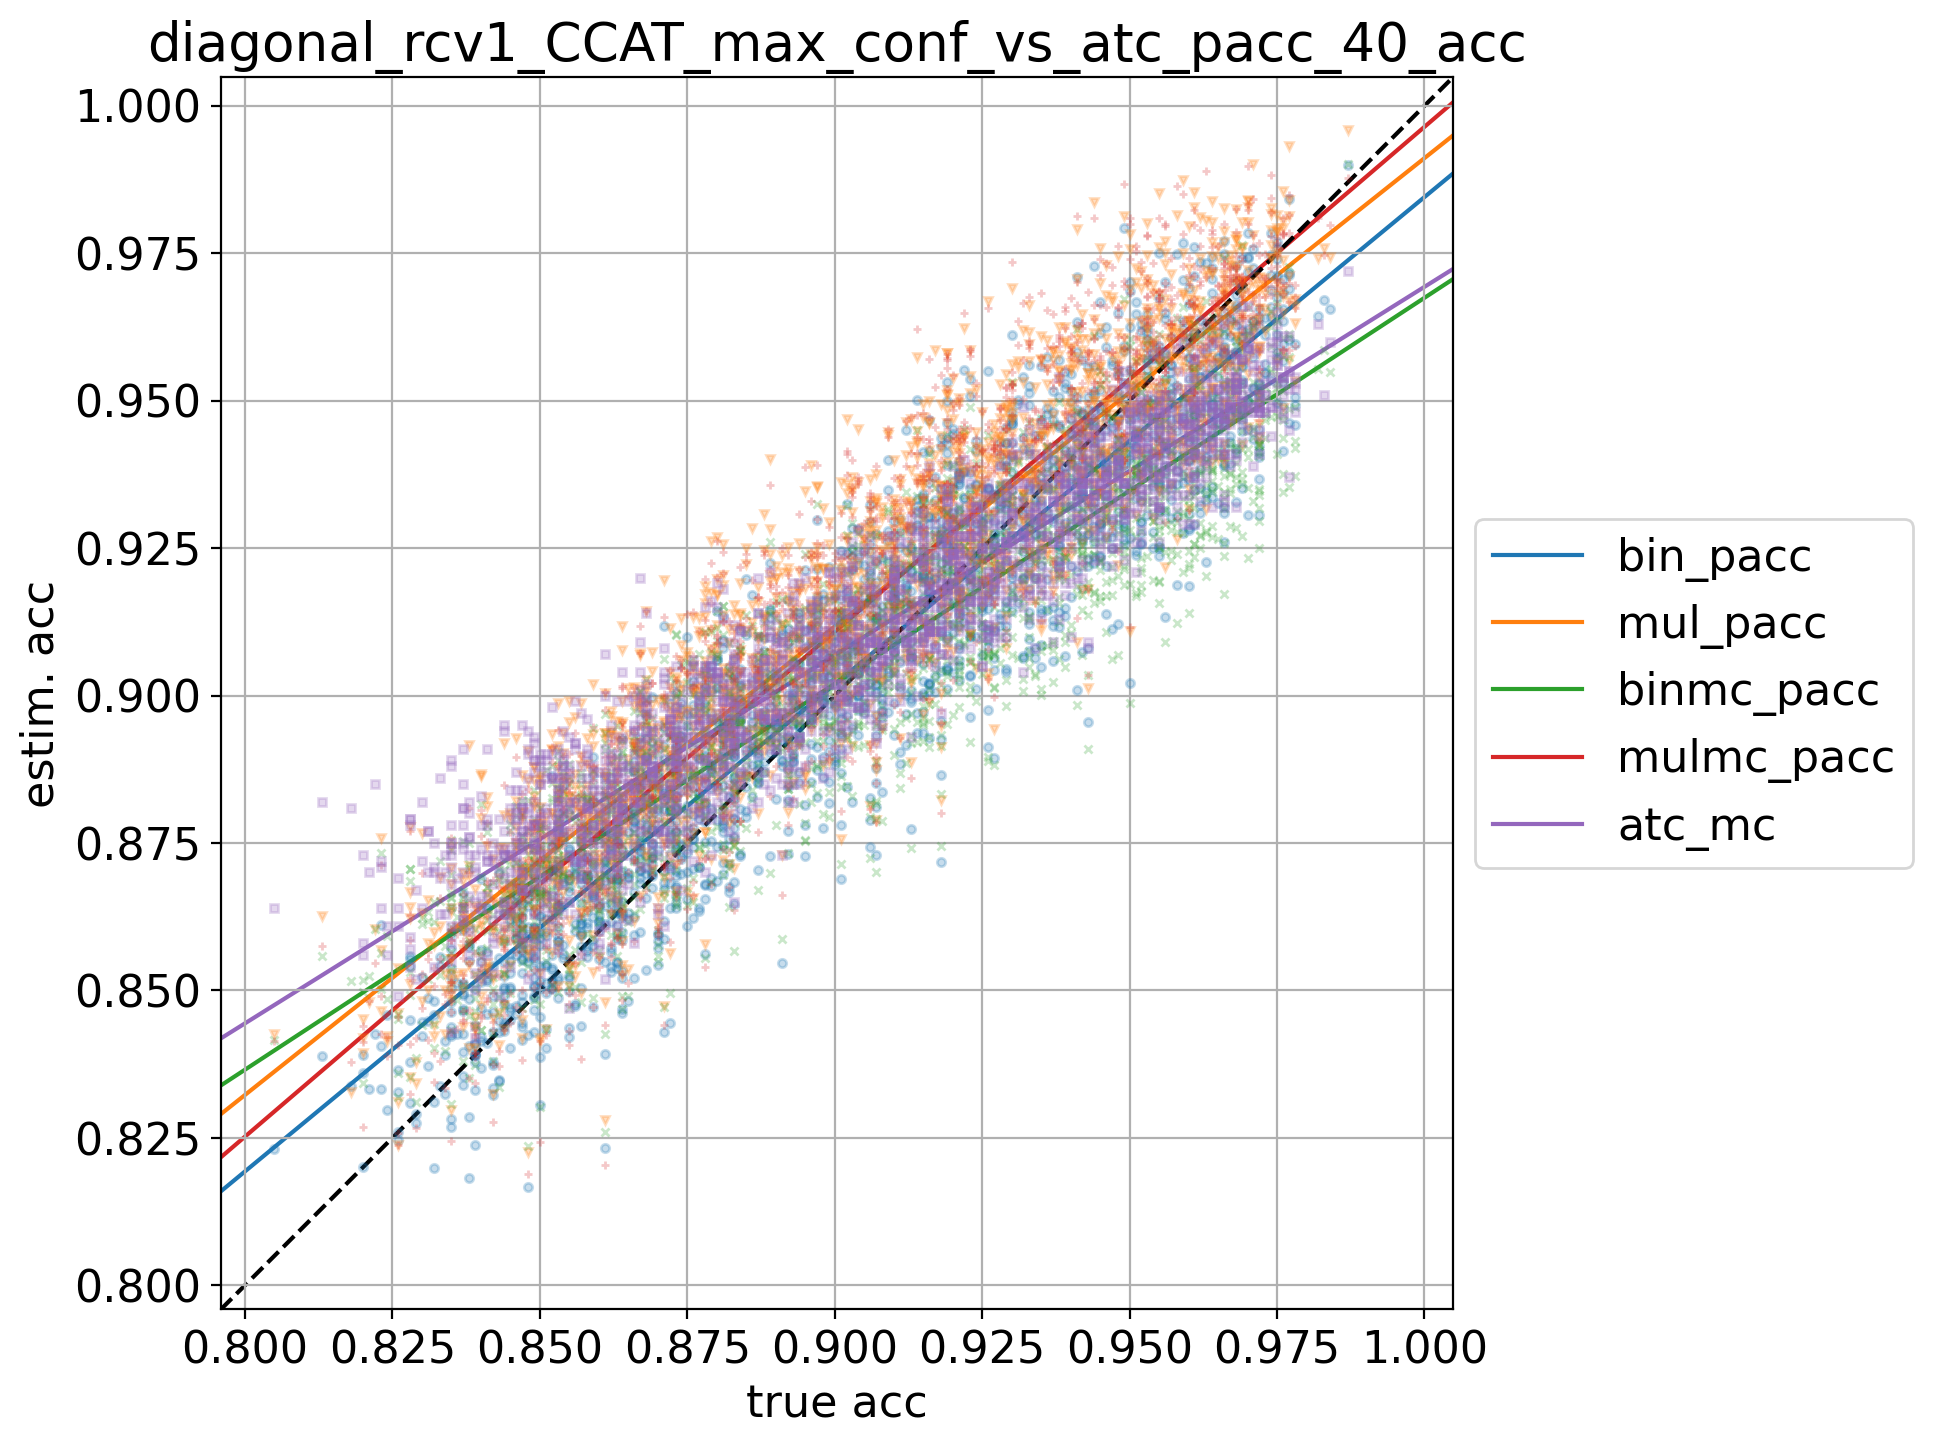 diagonal_rcv1_CCAT_max_conf_vs_atc_pacc_40_acc
1.000
0.975
0.950
0.925
0.900
0.875
0.850
0.825
0.800
estim. acc
0.800 0.825 0.850 0.875 0.900 0.925 0.950 0.975 1.000
true acc
bin_pacc
mul_pacc
binmc_pacc
mulmc_pacc
atc_mc